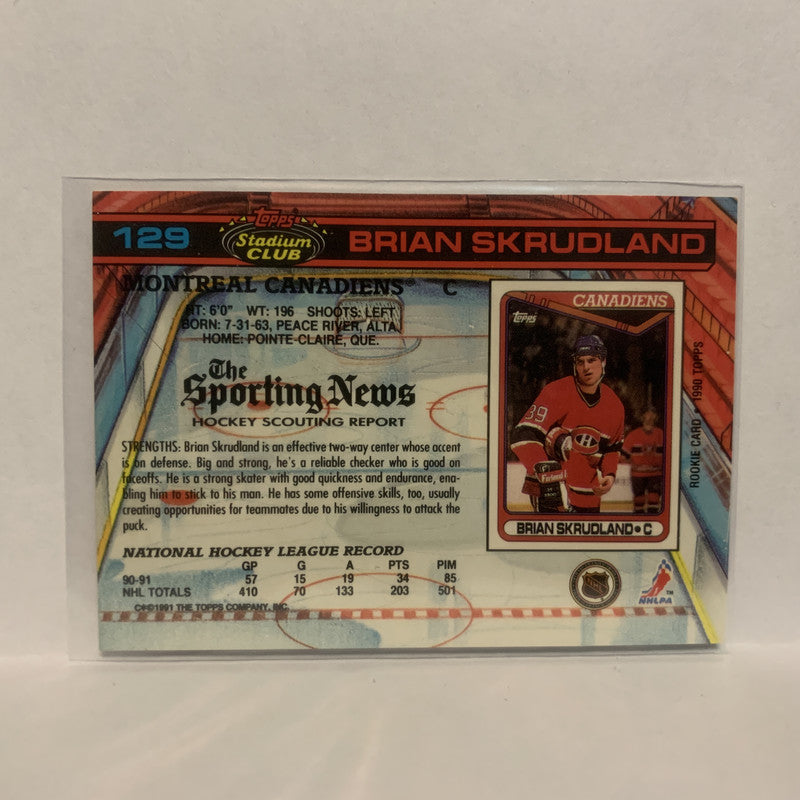 129
Topps
Stadium
CLUB
BRIAN SKRUDLAND
MONTREAL CANADIENS® C
HT: 6'0" WT: 196 SHOOTS: LEFT
BORN: 7-31-63, PEACE RIVER, ALTA.
HOME: POINTE-CLAIRE, QUE.
The
Sporting News
HOCKEY SCOUTING REPORT
STRENGTHS: Brian Skrudland is an effective two-way center whose accent
is on defense. Big and strong, he's a reliable checker who is good on
faceoffs. He is a strong skater with good quickness and endurance, ena-
bling him to stick to his man. He has some offensive skills, too, usually
creating opportunities for teammates due to his willingness to attack the
puck.
NATIONAL HOCKEY LEAGUE RECORD
GP G A PTS PIM
90-91 57 15 19 34 85
NHL TOTALS 410 70 133 203 501
C#©1991 THE TOPPS COMPANY, INC.
CANADIENS
Topps
39
BRIAN SKRUDLAND • C
ROOKIE CARD • 1990 TOPPS
NHL
NHLPA
TM